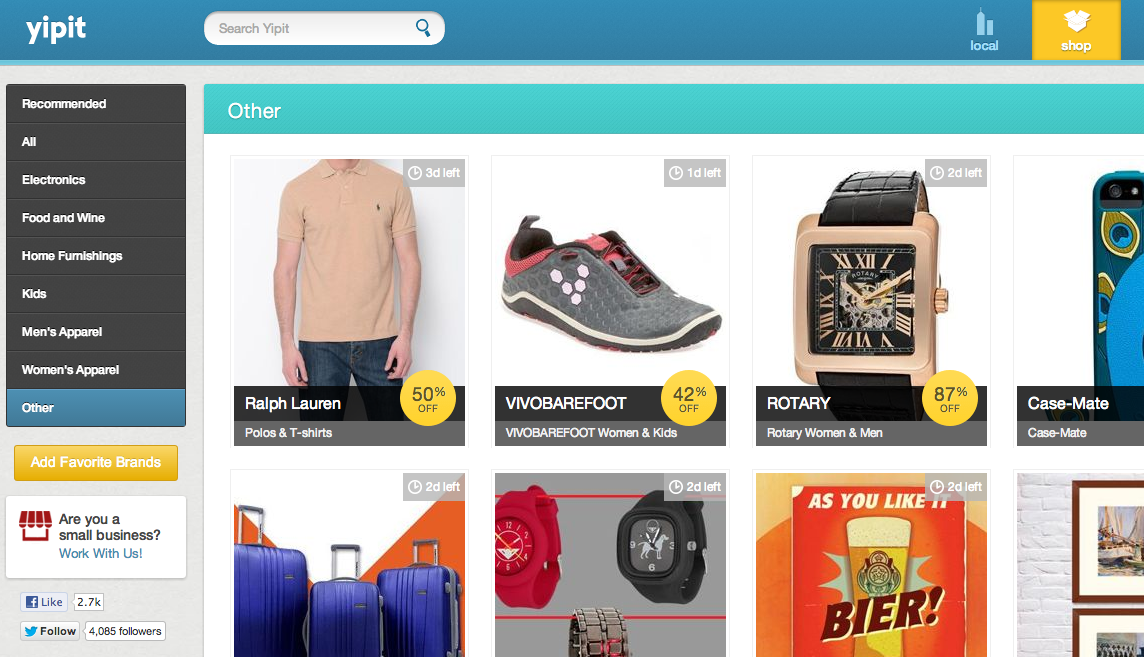 yipit
Search Yipit
local
shop
Recommended
All
Electronics
Food and Wine
Home Furnishings
Kids
Men's Apparel
Women's Apparel
Other
Add Favorite Brands
Are you a
small business?
Work With Us!
Like 2.7k
Follow 4,085 followers
Other
3d left
50%
OFF
Ralph Lauren
Polos & T-shirts
1d left
42%
OFF
VIVOBAREFOOT
VIVOBAREFOOT Women & Kids
2d left
XII
ROTARY
87%
OFF
ROTARY
Rotary Women & Men
Case-Mate
Case-Mate
2d left
2d left
12
6
2d left
AS YOU LIKE IT
BIER!